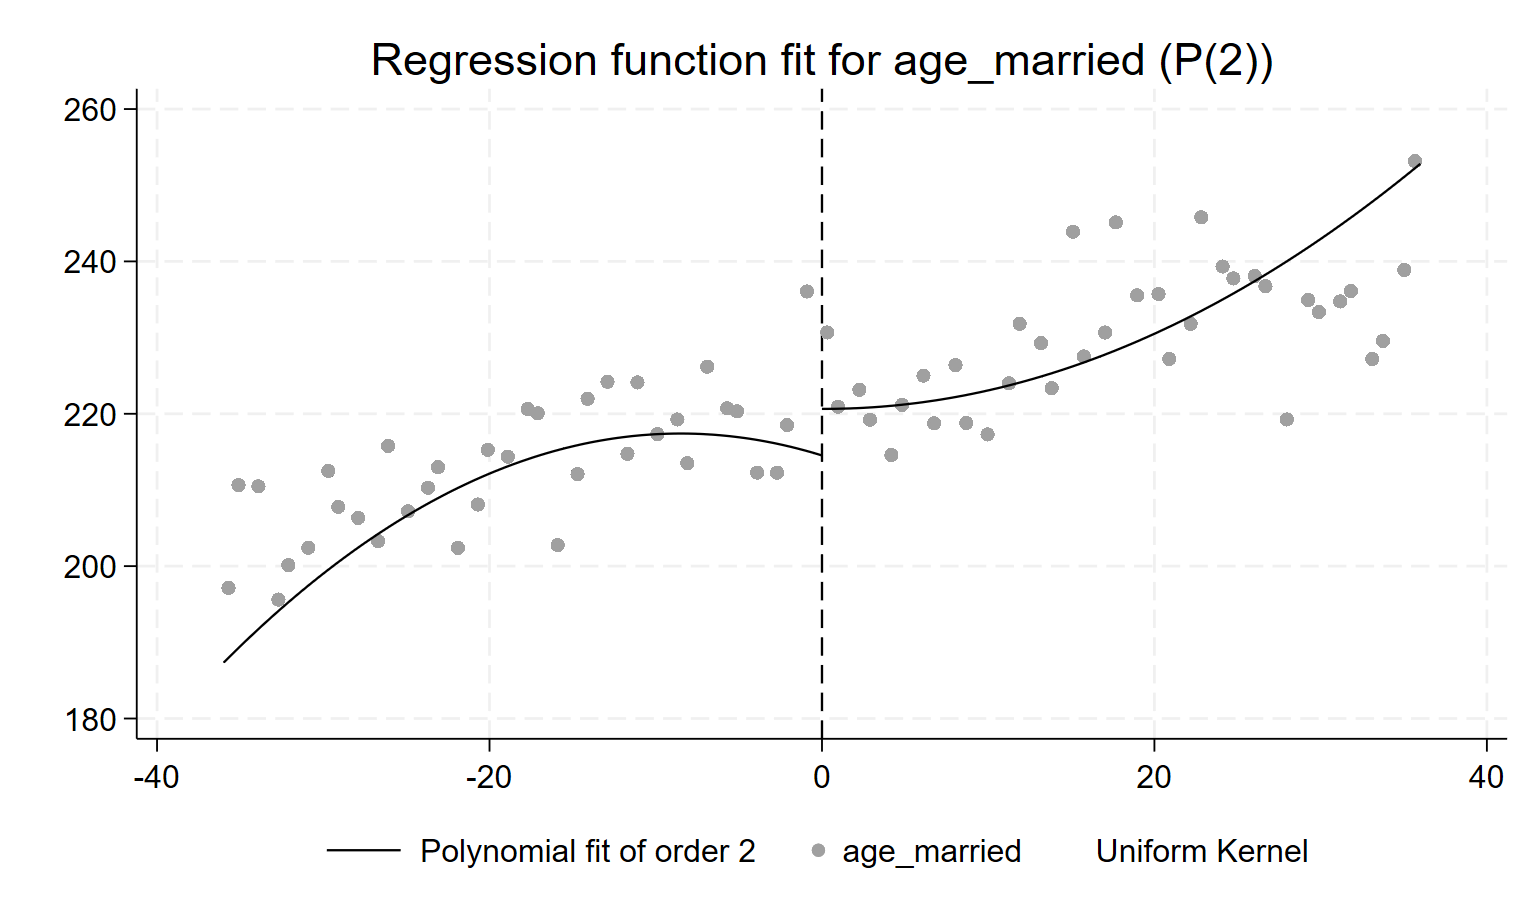 Regression function fit for age_married (P(2))
260
240
220
200
180
-40 -20 0 20 40
Polynomial fit of order 2 age_married Uniform Kernel